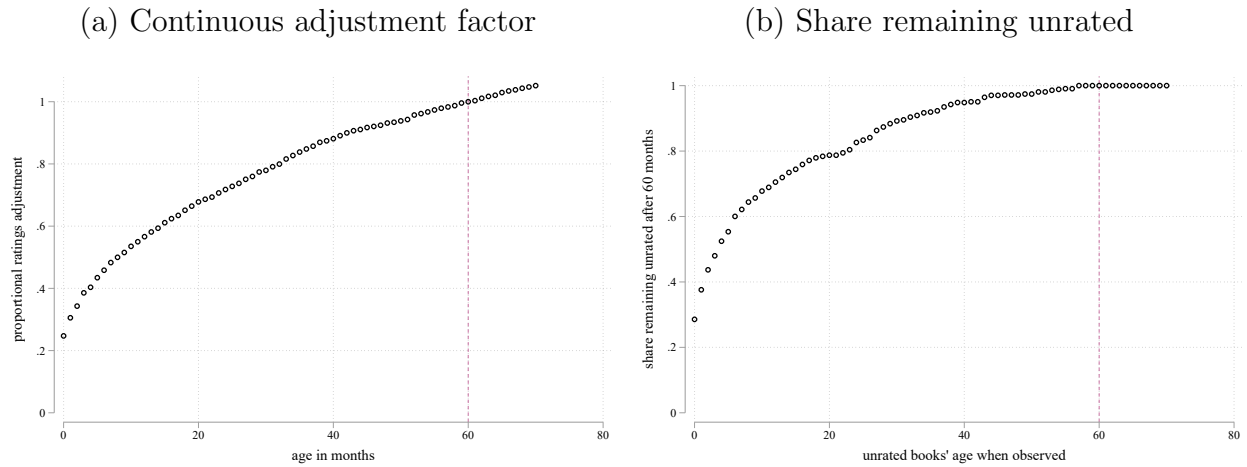 (a) Continuous adjustment factor
proportional ratings adjustment
1
.8
.6
.4
.2
0
0 20 40 60 80
age in months
(b) Share remaining unrated
share remaining unrated after 60 months
1
.8
.6
.4
.2
0
0 20 40 60 80
unrated books' age when observed